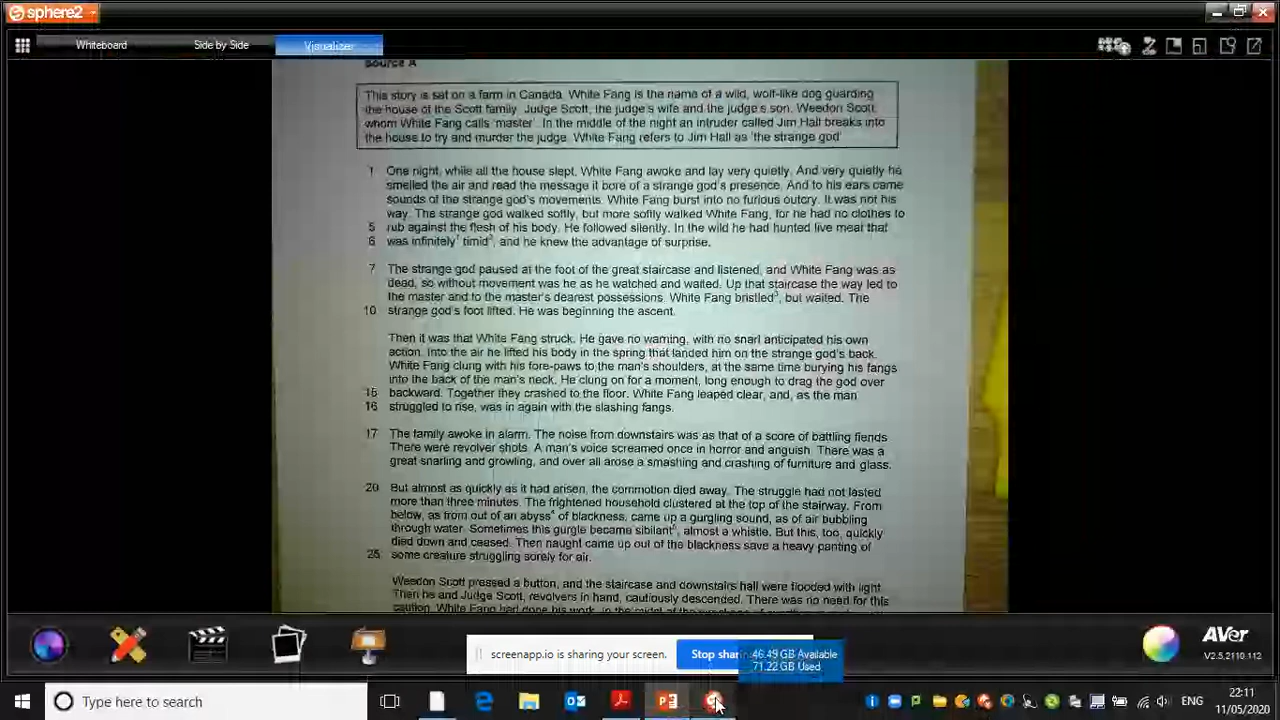 sphere2
Whiteboard Side by Side Visualizer
Source A
This story is set on a farm in Canada. White Fang is the name of a wild, wolf-like dog guarding
the house of the Scott family. Judge Scott, the judge's wife and the judge's son, Weedon Scott,
whom White Fang calls 'master'. In the middle of the night an intruder called Jim Hall breaks into
the house to try and murder the judge. White Fang refers to Jim Hall as 'the strange god'
1 One night, while all the house slept, White Fang awoke and lay very quietly. And very quietly he
smelled the air and read the message it bore of a strange god's presence. And to his ears came
sounds of the strange god's movements. White Fang burst into no furious outcry. It was not his
way. The strange god walked softly, but more softly walked White Fang, for he had no clothes to
5 rub against the flesh of his body. He followed silently. In the wild he had hunted live meat that
6 was infinitely¹ timid², and he knew the advantage of surprise.
7 The strange god paused at the foot of the great staircase and listened, and White Fang was as
dead, so without movement was he as he watched and waited. Up that staircase the way led to
the master and to the master's dearest possessions. White Fang bristled³, but waited. The
10 strange god's foot lifted. He was beginning the ascent.
Then it was that White Fang struck. He gave no warning, with no snarl anticipated his own
action. Into the air he lifted his body in the spring that landed him on the strange god's back.
White Fang clung with his fore-paws to the man's shoulders, at the same time burying his fangs
into the back of the man's neck. He clung on for a moment, long enough to drag the god over
15 backward. Together they crashed to the floor. White Fang leaped clear, and, as the man
16 struggled to rise, was in again with the slashing fangs.
17 The family awoke in alarm. The noise from downstairs was as that of a score of battling fiends
There were revolver shots. A man's voice screamed once in horror and anguish. There was a
great snarling and growling, and over all arose a smashing and crashing of furniture and glass.
20 But almost as quickly as it had arisen, the commotion died away. The struggle had not lasted
more than three minutes. The frightened household clustered at the top of the stairway. From
below, as from out of an abyss⁴ of blackness, came up a gurgling sound, as of air bubbling
through water. Sometimes this gurgle became sibilant⁵, almost a whistle. But this, too, quickly
died down and ceased. Then naught came up out of the blackness save a heavy panting of
25 some creature struggling sorely for air.
Weedon Scott pressed a button, and the staircase and downstairs hall were flooded with light
Then he and Judge Scott, revolvers in hand, cautiously descended. There was no need for this
caution. White Fang had done his work. In the midst of
screenapp.io is sharing your screen. Stop shari
46.49 GB Available
71.22 GB Used
AVer
V2.5.2110.112
Type here to search
ENG
22:11
11/05/2020